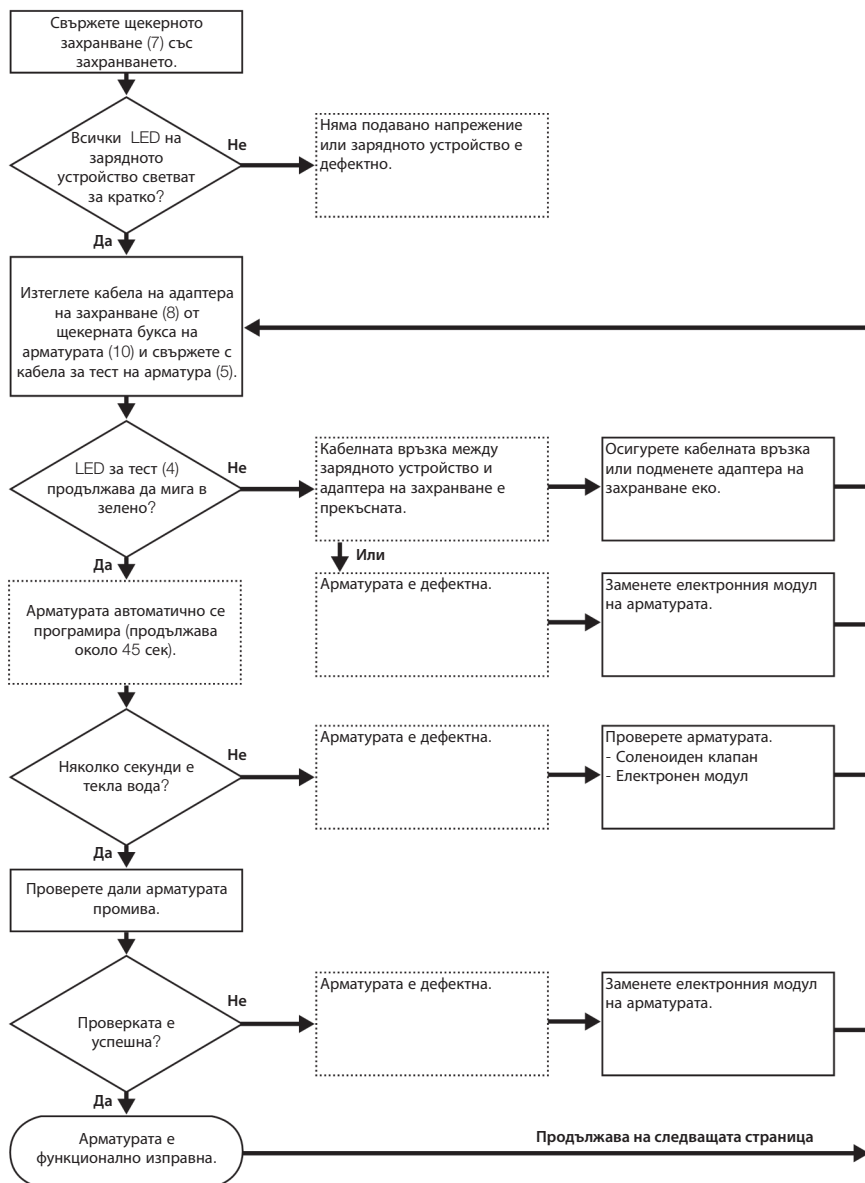 Свържете щекерното
захранване (7) със
захранването.
Всички LED на
зарядното
устройство светват
за кратко?
Не
Няма подавано напрежение
или зарядното устройство е
дефектно.
Да
Изтеглете кабела на адаптера
на захранване (8) от
щекерната букса на
арматурата (10) и свържете с
кабела за тест на арматура (5).
LED за тест (4)
продължава да мига в
зелено?
Не
Кабелната връзка между
зарядното устройство и
адаптера на захранване е
прекъсната.
Осигурете кабелната връзка
или подменете адаптера на
захранване еко.
Или
Да
Арматурата е дефектна.
Заменете електронния модул
на арматурата.
Арматурата автоматично се
програмира (продължава
около 45 сек).
Няколко секунди е
текла вода?
Не
Арматурата е дефектна.
Проверете арматурата.
- Соленоиден клапан
- Електронен модул
Да
Проверете дали арматурата
промива.
Проверката е
успешна?
Не
Арматурата е дефектна.
Заменете електронния модул
на арматурата.
Да
Арматурата е
функционално изправна.
Продължава на следващата страница